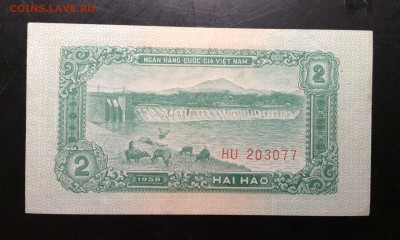 COINS.LAVE.RU
NGÂN HÀNG QUỐC GIA VIỆT NAM
2
HU 203077
2
1958
HAI HÀO